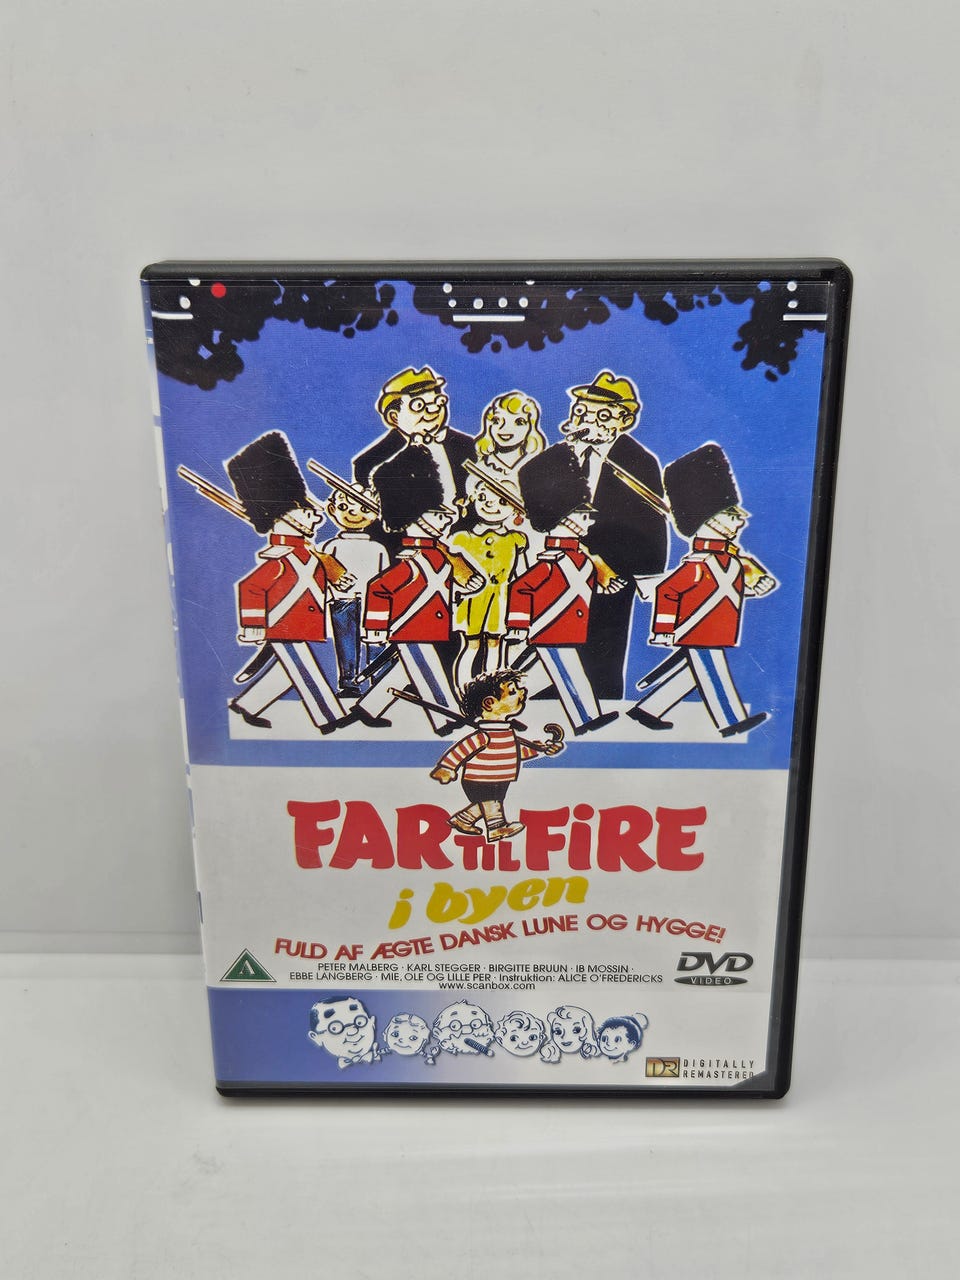 FAR TIL FiRE
i byen
FULD AF ÆGTE DANSK LUNE OG HYGGE!
A
PETER MALBERG · KARL STEGGER · BIRGITTE BRUUN · IB MOSSIN ·
EBBE LANGBERG · MIE, OLE OG LILLE PER · Instruktion: ALICE O'FREDERICKS
www.scanbox.com
DVD
VIDEO
DR DIGITALLY
REMASTERED